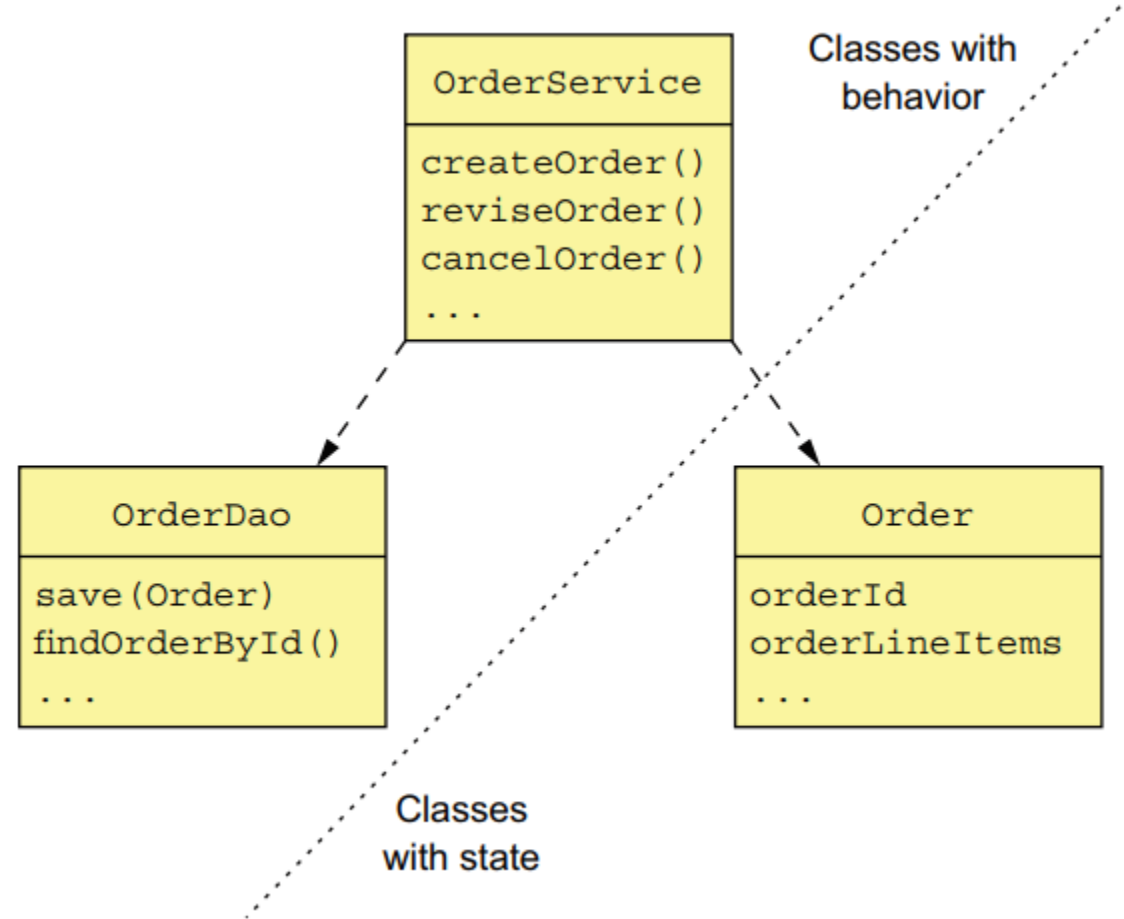 Classes with
behavior
OrderService
createOrder()
reviseOrder()
cancelOrder()
...
OrderDao
save(Order)
findOrderById()
...
Order
orderId
orderLineItems
...
Classes
with state